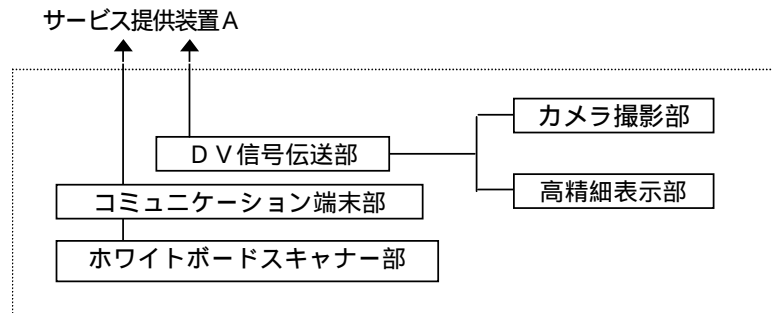 サービス提供装置A
カメラ撮影部
DV信号伝送部
高精細表示部
コミュニケーション端末部
ホワイトボードスキャナー部